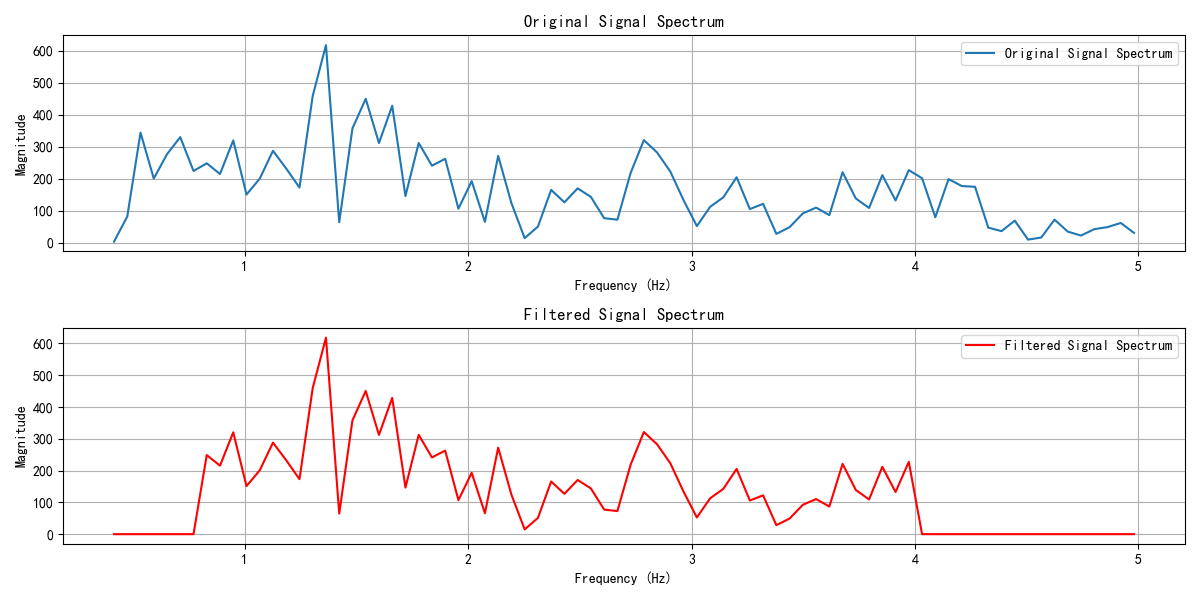 Original Signal Spectrum
600
500
400
300
200
100
0
Magnitude
Original Signal Spectrum
1 2 3 4 5
Frequency (Hz)
Filtered Signal Spectrum
600
500
400
300
200
100
0
Magnitude
Filtered Signal Spectrum
1 2 3 4 5
Frequency (Hz)